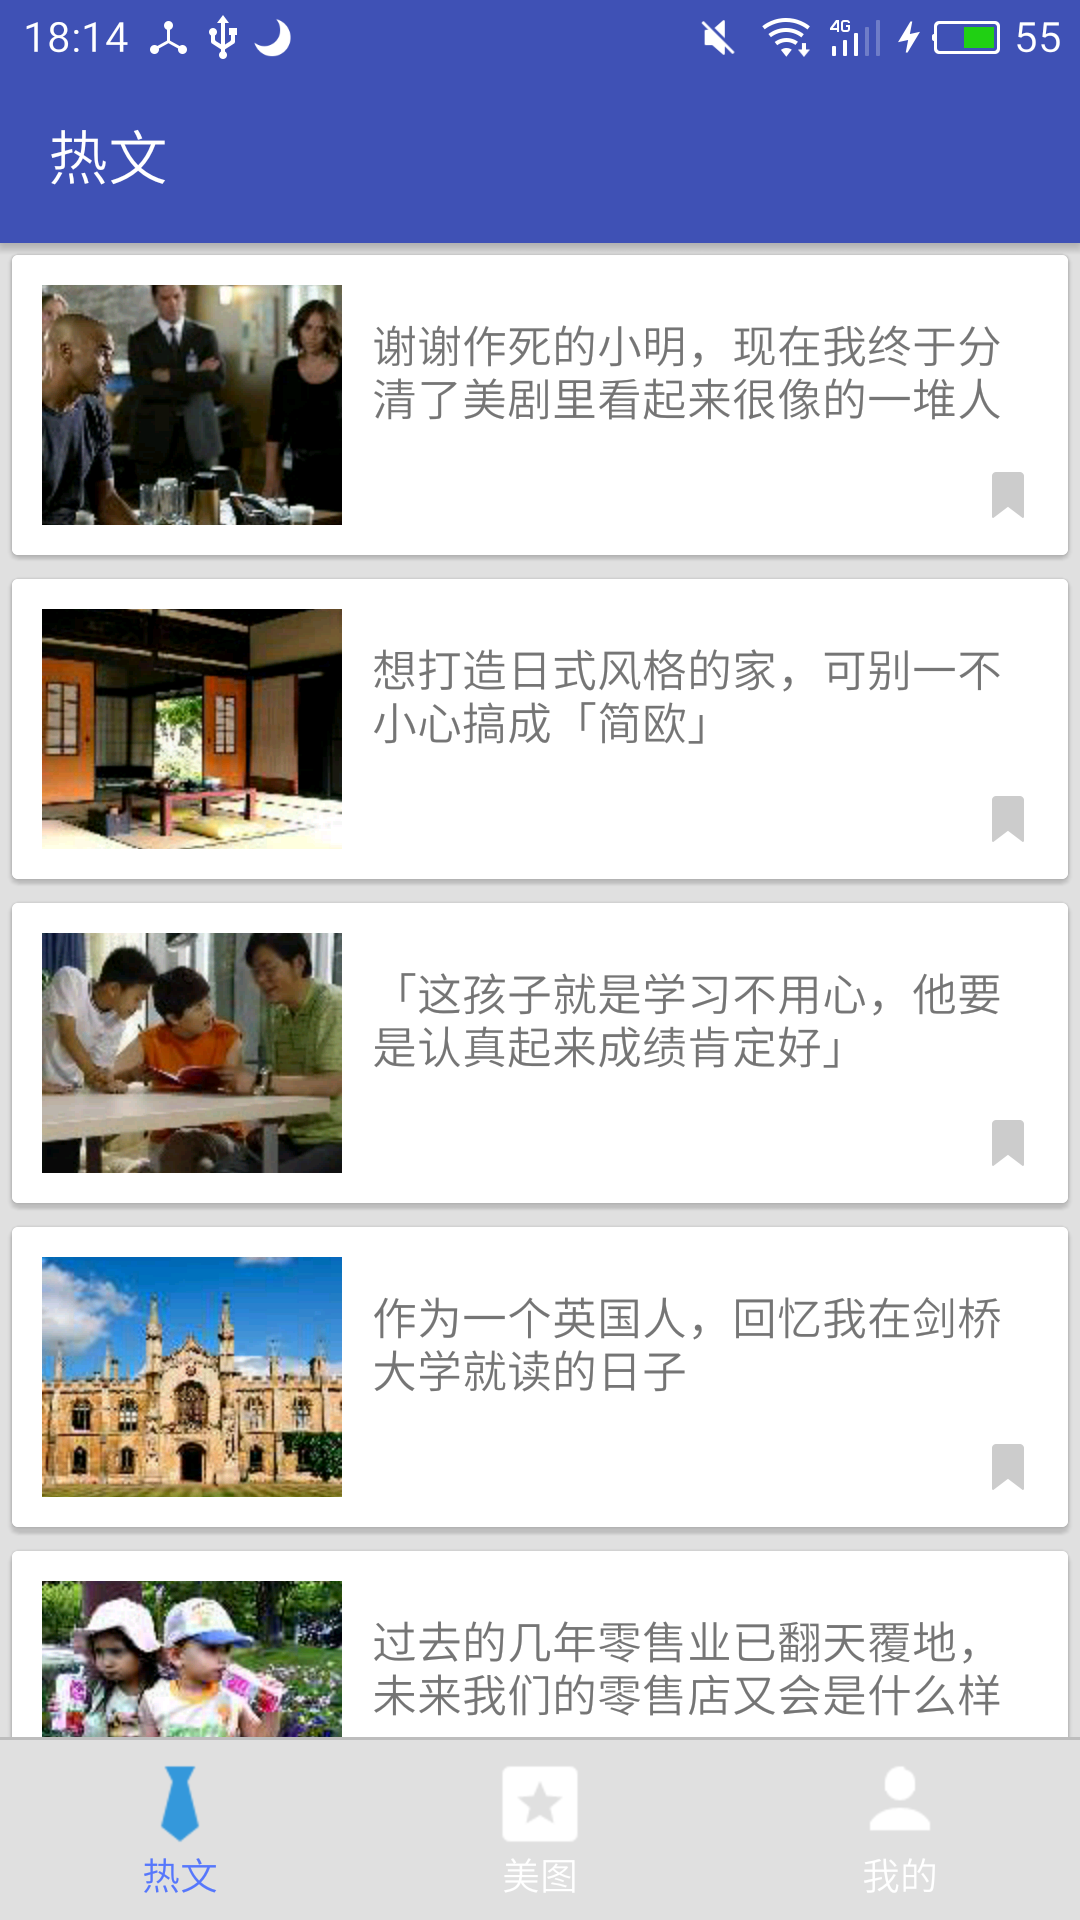 18:14
4G
55
热文
谢谢作死的小明，现在我终于分
清了美剧里看起来很像的一堆人
想打造日式风格的家，可别一不
小心搞成「简欧」
「这孩子就是学习不用心，他要
是认真起来成绩肯定好」
作为一个英国人，回忆我在剑桥
大学就读的日子
过去的几年零售业已翻天覆地，
未来我们的零售店又会是什么样
热文
美图
我的